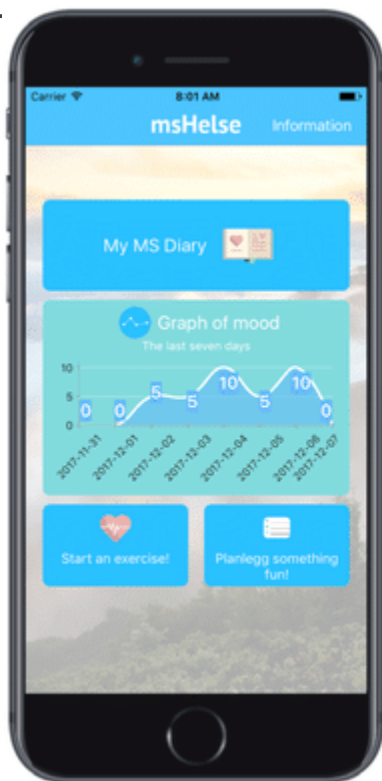 Carrier 8:01 AM
msHelse Information
My MS Diary
Graph of mood
The last seven days
10
5
0
0 0 5 5 10 5 10 0
2017-11-31
2017-12-01
2017-12-02
2017-12-03
2017-12-04
2017-12-05
2017-12-06
2017-12-07
Start an exercise!
Planlegg something
fun!